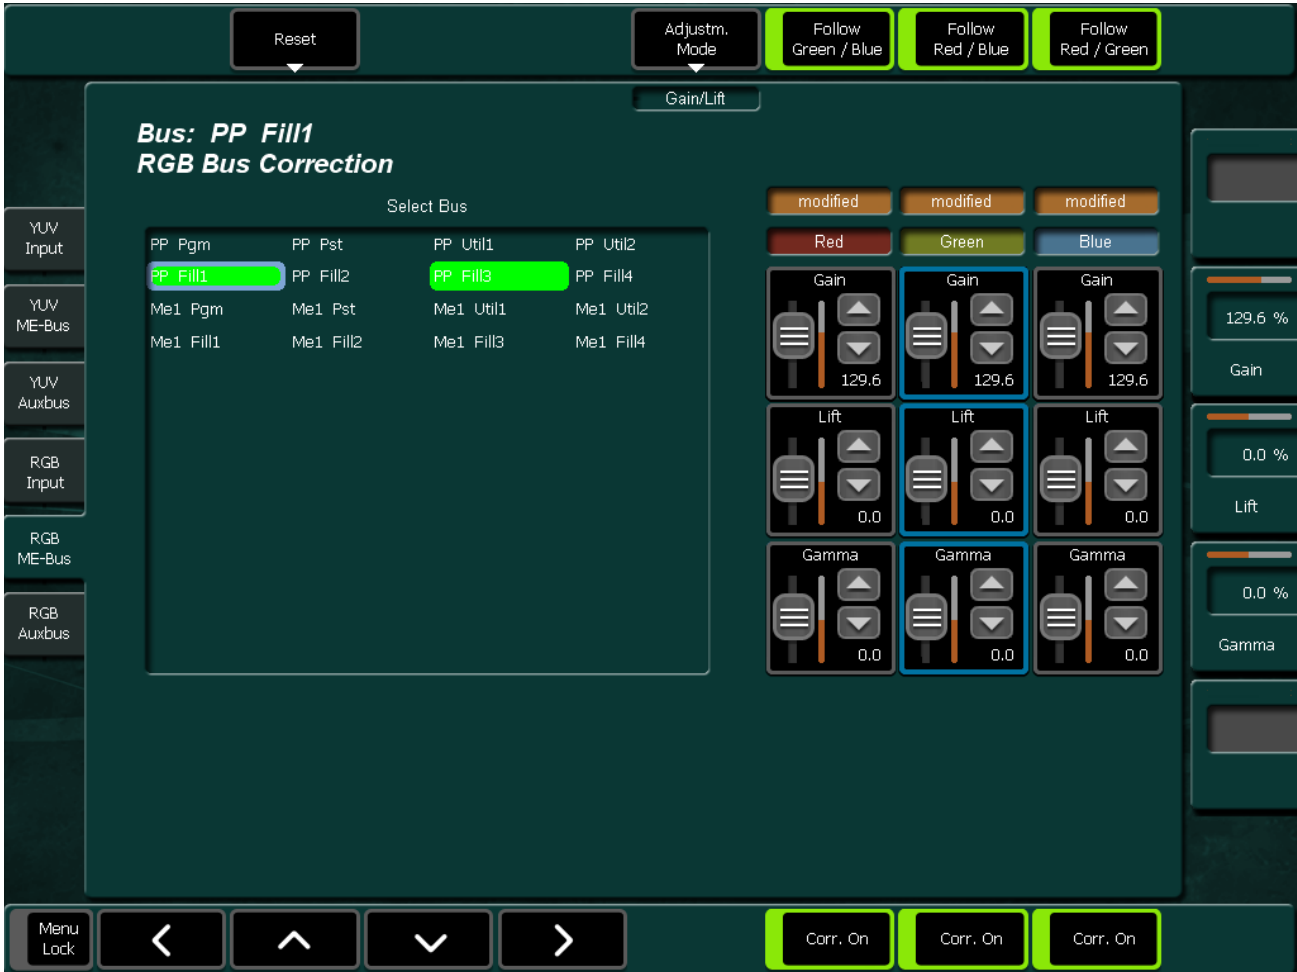 Reset
Adjustm.
Mode
Follow
Green / Blue
Follow
Red / Blue
Follow
Red / Green
Gain/Lift
Bus: PP Fill1
RGB Bus Correction
Select Bus
PP Pgm PP Pst PP Util1 PP Util2
PP Fill1 PP Fill2 PP Fill3 PP Fill4
Me1 Pgm Me1 Pst Me1 Util1 Me1 Util2
Me1 Fill1 Me1 Fill2 Me1 Fill3 Me1 Fill4
YUV
Input
YUV
ME-Bus
YUV
Auxbus
RGB
Input
RGB
ME-Bus
RGB
Auxbus
modified modified modified
Red Green Blue
Gain Gain Gain
129.6 129.6 129.6
Lift Lift Lift
0.0 0.0 0.0
Gamma Gamma Gamma
0.0 0.0 0.0
129.6 %
Gain
0.0 %
Lift
0.0 %
Gamma
Menu
Lock
Corr. On Corr. On Corr. On